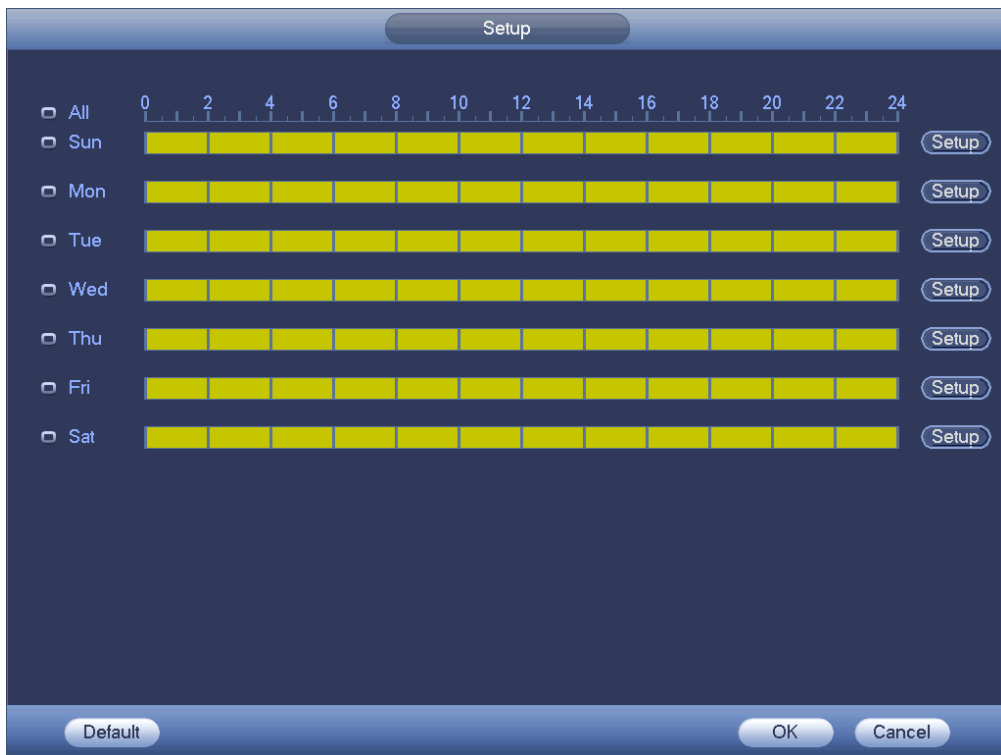 Setup
0 2 4 6 8 10 12 14 16 18 20 22 24
All
Sun Setup
Mon Setup
Tue Setup
Wed Setup
Thu Setup
Fri Setup
Sat Setup
Default OK Cancel